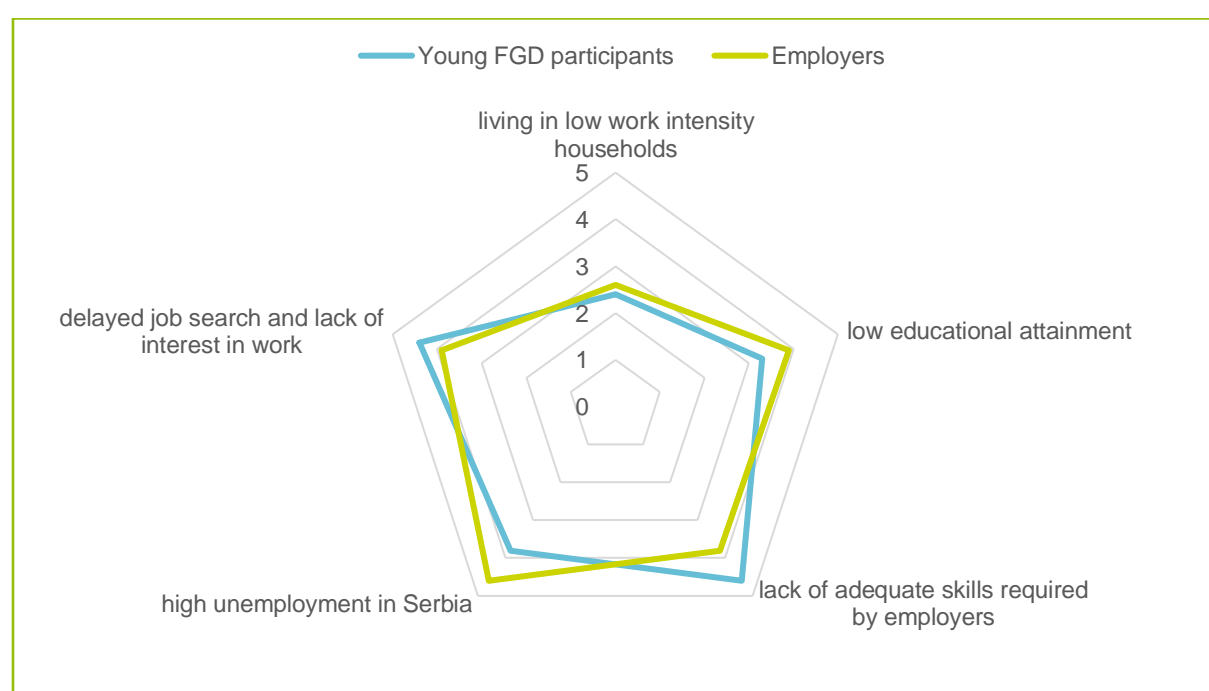 Young FGD participants
Employers
living in low work intensity
households
5
4
3
2
1
0
low educational attainment
lack of adequate skills required
by employers
high unemployment in Serbia
delayed job search and lack of
interest in work